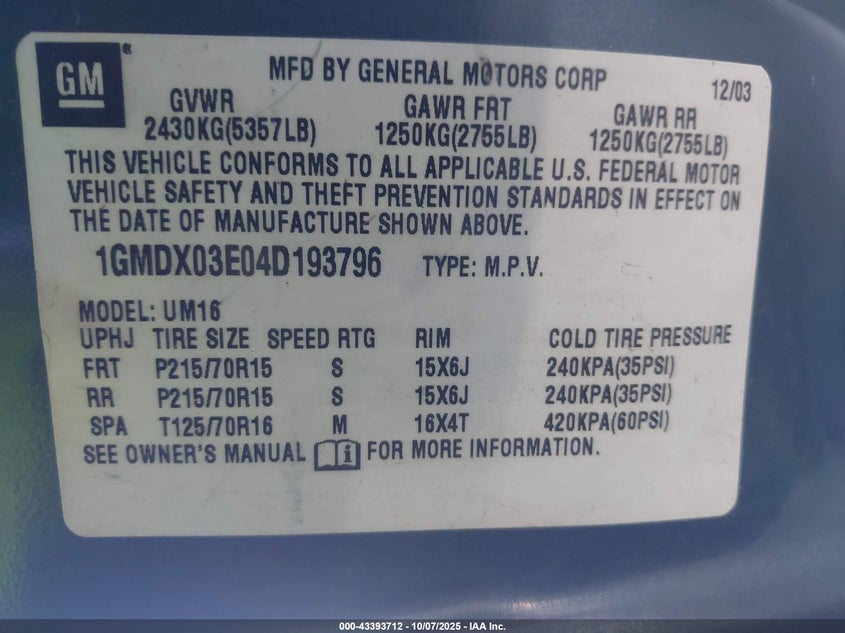 GM ®
MFD BY GENERAL MOTORS CORP 12/03
GVWR GAWR FRT GAWR RR
2430KG(5357LB) 1250KG(2755LB) 1250KG(2755LB)
THIS VEHICLE CONFORMS TO ALL APPLICABLE U.S. FEDERAL MOTOR
VEHICLE SAFETY AND THEFT PREVENTION STANDARDS IN EFFECT ON
THE DATE OF MANUFACTURE SHOWN ABOVE.
1GMDX03E04D193796 TYPE: M.P.V.
MODEL: UM16
UPHJ TIRE SIZE SPEED RTG RIM COLD TIRE PRESSURE
FRT P215/70R15 S 15X6J 240KPA(35PSI)
RR P215/70R15 S 15X6J 240KPA(35PSI)
SPA T125/70R16 M 16X4T 420KPA(60PSI)
SEE OWNER'S MANUAL FOR MORE INFORMATION.
000-43393712 - 10/07/2025 - IAA Inc.